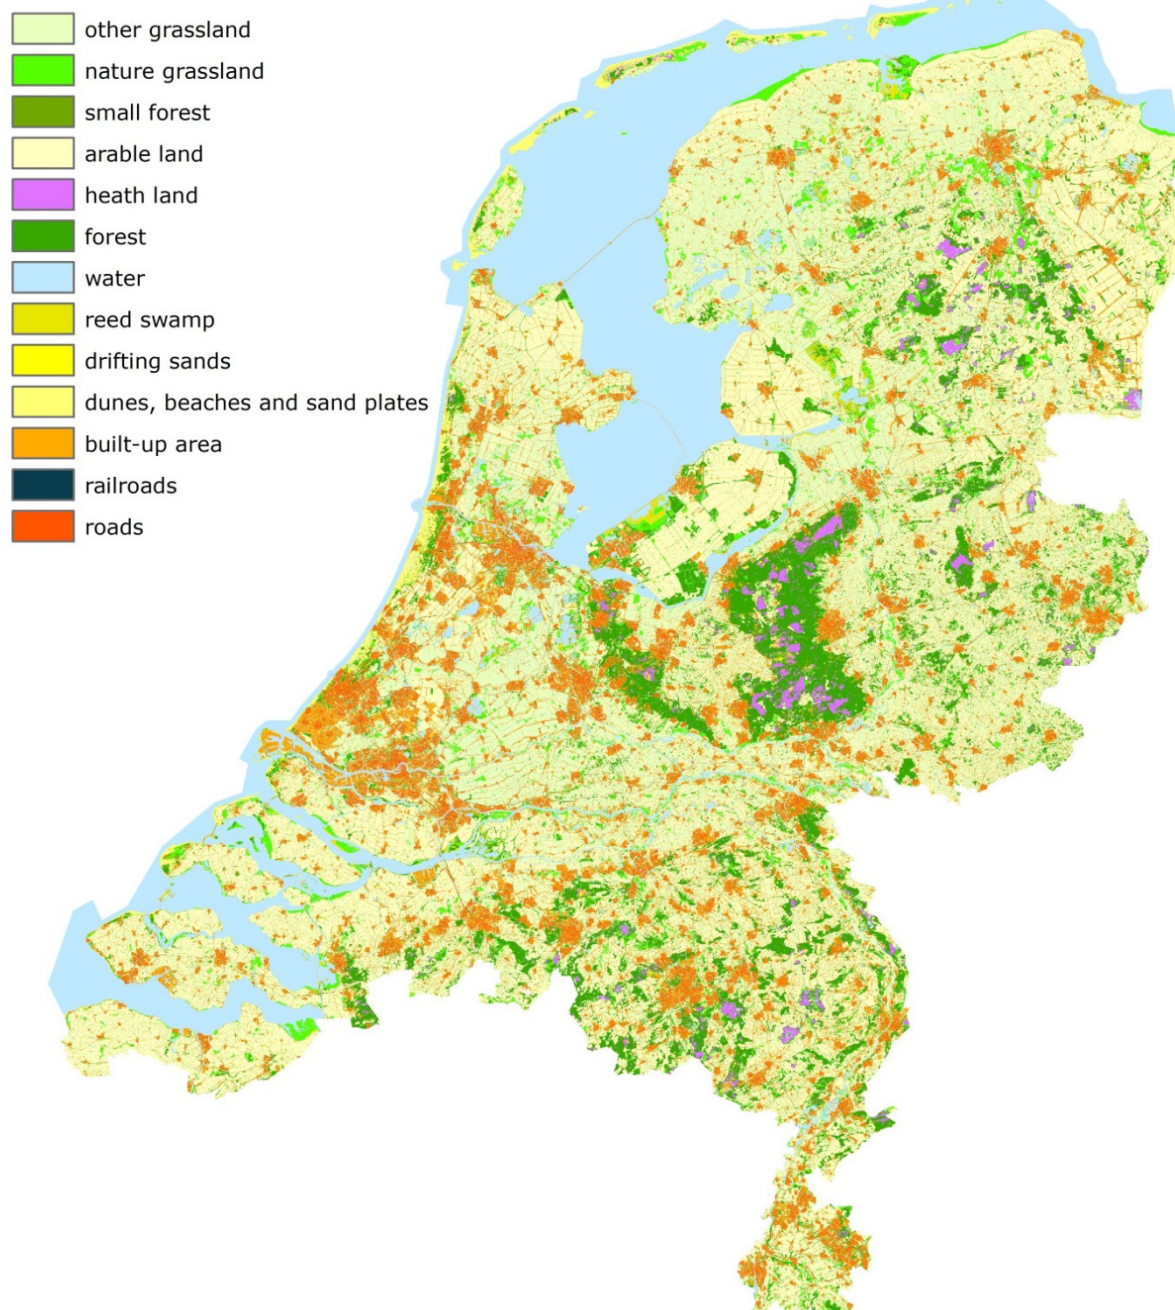 other grassland
nature grassland
small forest
arable land
heath land
forest
water
reed swamp
drifting sands
dunes, beaches and sand plates
built-up area
railroads
roads